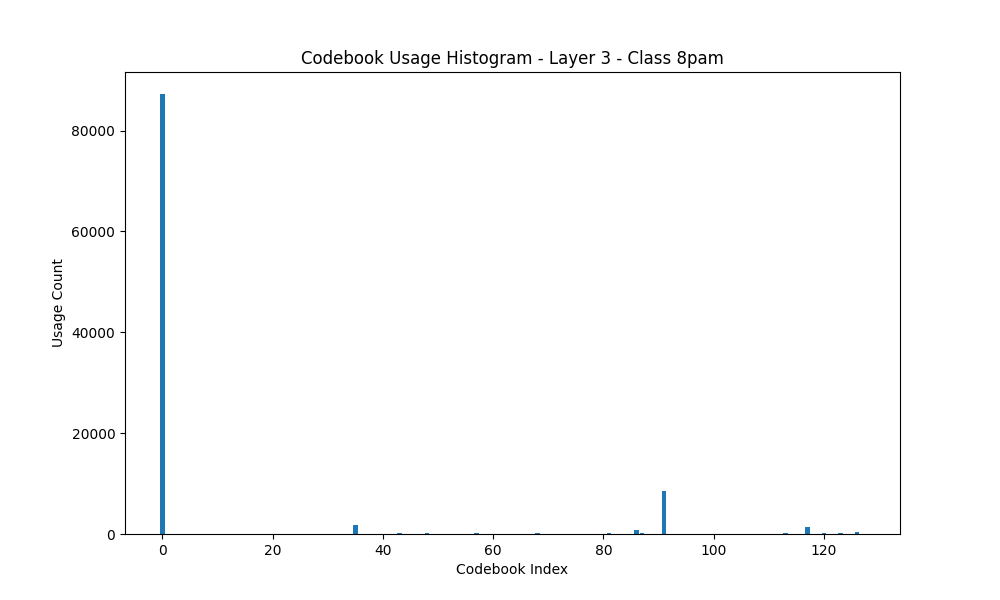 Codebook Usage Histogram - Layer 3 - Class 8pam
80000
60000
40000
20000
0
Usage Count
0 20 40 60 80 100 120
Codebook Index